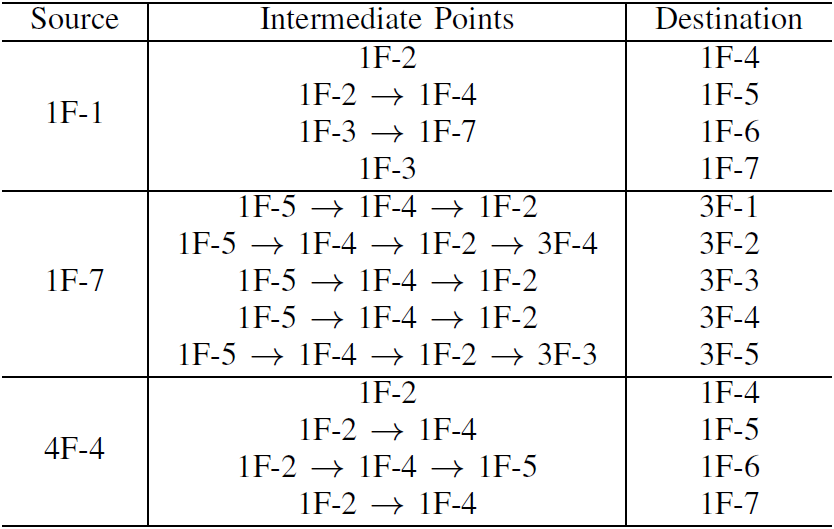 Source Intermediate Points Destination
1F-2 1F-4
1F-2 → 1F-4 1F-5
1F-1
1F-3 → 1F-7 1F-6
1F-3 1F-7
1F-5 → 1F-4 → 1F-2 3F-1
1F-5 → 1F-4 → 1F-2 → 3F-4 3F-2
1F-7 1F-5 → 1F-4 → 1F-2 3F-3
1F-5 → 1F-4 → 1F-2 3F-4
1F-5 → 1F-4 → 1F-2 → 3F-3 3F-5
1F-2 1F-4
1F-2 → 1F-4 1F-5
4F-4
1F-2 → 1F-4 → 1F-5 1F-6
1F-2 → 1F-4 1F-7